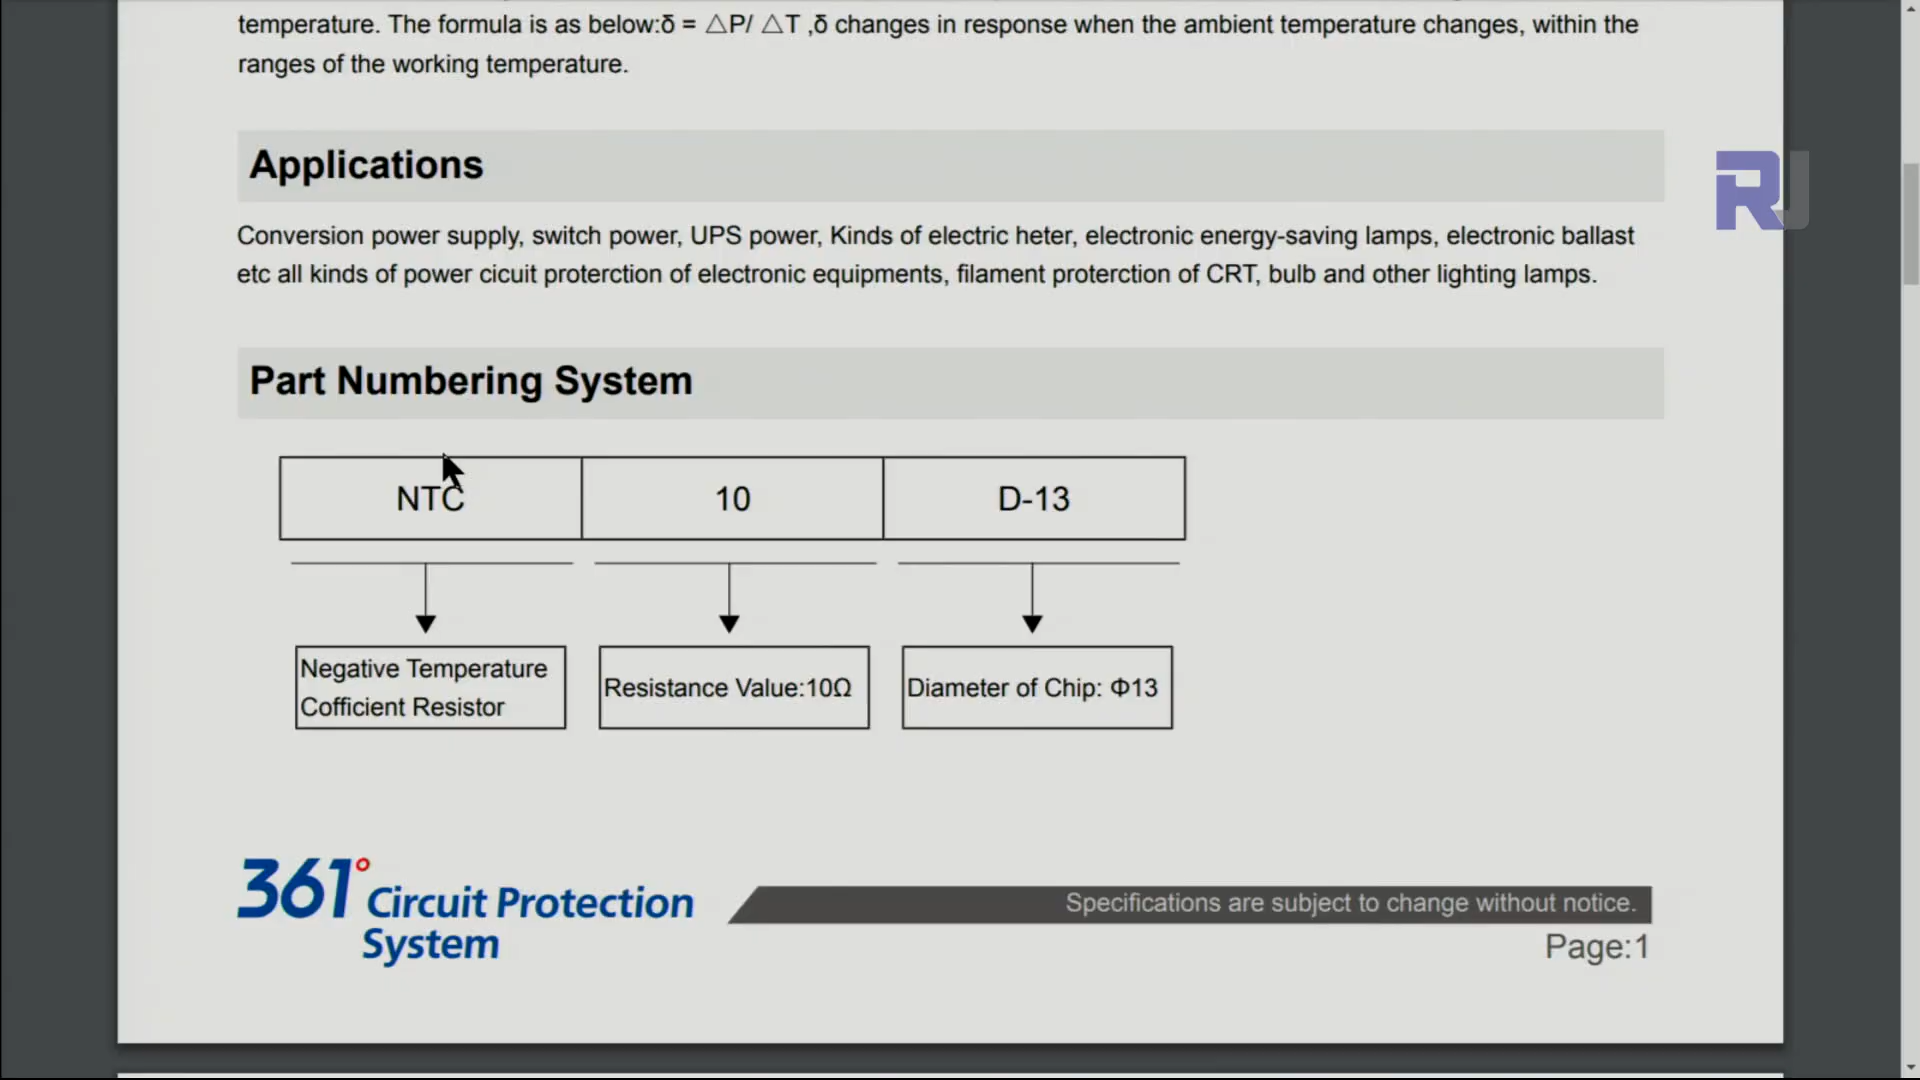 temperature. The formula is as below:δ = △P/ △T ,δ changes in response when the ambient temperature changes, within the
ranges of the working temperature.
Applications
RJ
Conversion power supply, switch power, UPS power, Kinds of electric heter, electronic energy-saving lamps, electronic ballast
etc all kinds of power cicuit proterction of electronic equipments, filament proterction of CRT, bulb and other lighting lamps.
Part Numbering System
NTC 10 D-13
Negative Temperature
Cofficient Resistor
Resistance Value:10Ω
Diameter of Chip: Φ13
361° Circuit Protection
System
Specifications are subject to change without notice.
Page:1